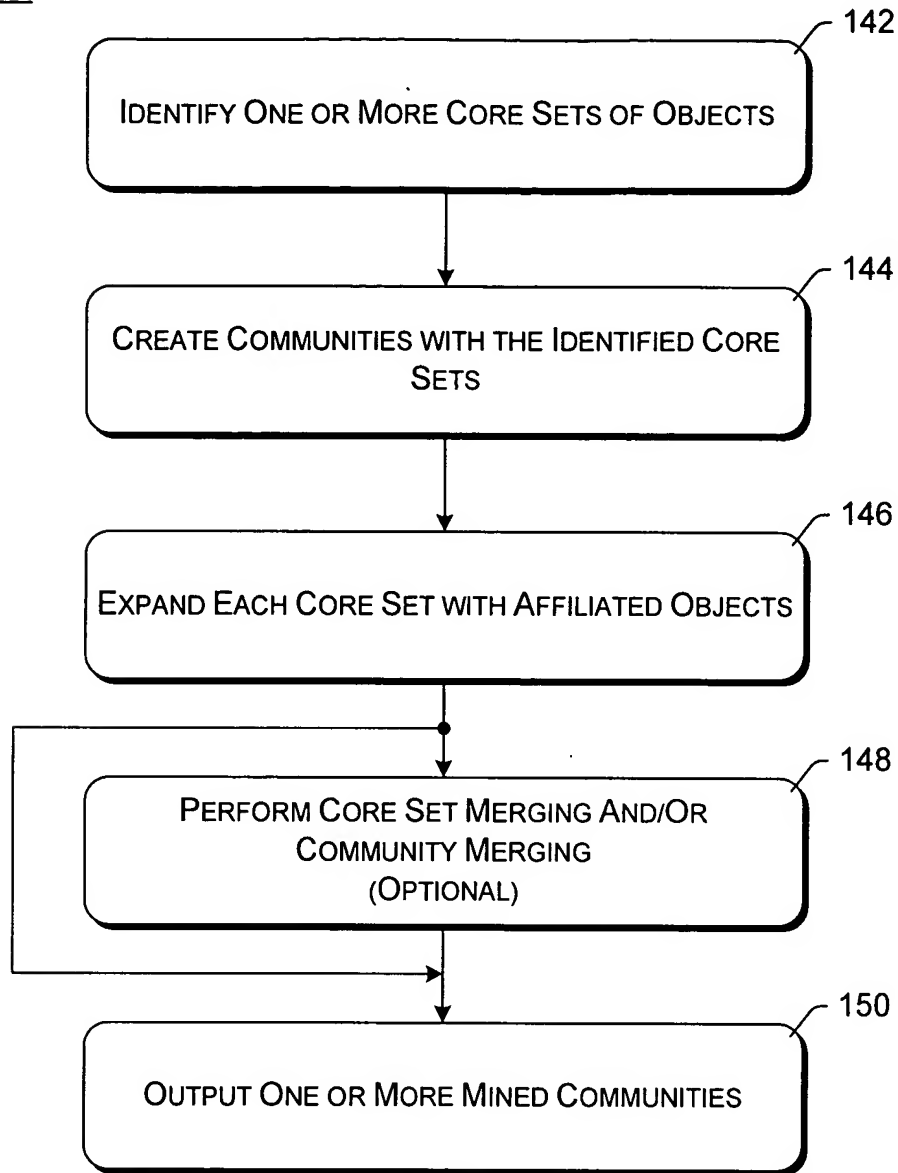 142
IDENTIFY ONE OR MORE CORE SETS OF OBJECTS
144
CREATE COMMUNITIES WITH THE IDENTIFIED CORE
SETS
146
EXPAND EACH CORE SET WITH AFFILIATED OBJECTS
148
PERFORM CORE SET MERGING AND/OR
COMMUNITY MERGING
(OPTIONAL)
150
OUTPUT ONE OR MORE MINED COMMUNITIES